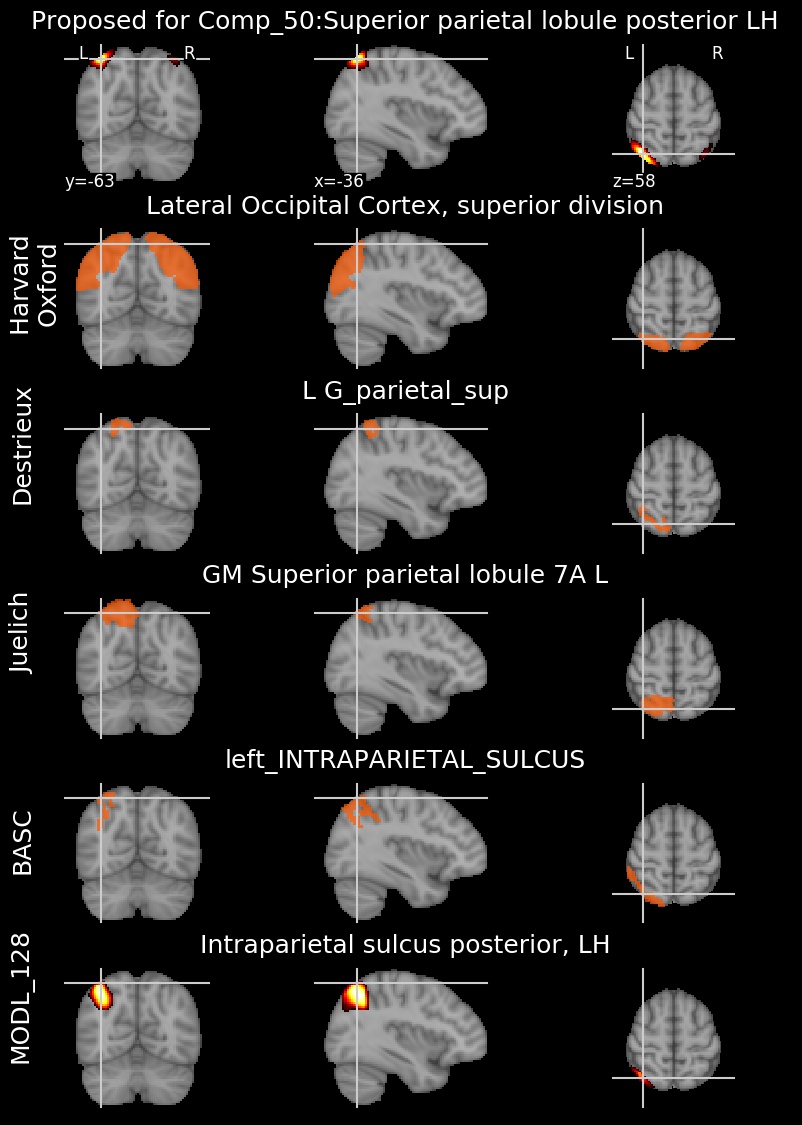 Proposed for Comp_50:Superior parietal lobule posterior LH
L R
L R
y=-63 x=-36 z=58
Lateral Occipital Cortex, superior division
Harvard
Oxford
L G_parietal_sup
Destrieux
GM Superior parietal lobule 7A L
Juelich
left_INTRAPARIETAL_SULCUS
BASC
Intraparietal sulcus posterior, LH
MODL_128